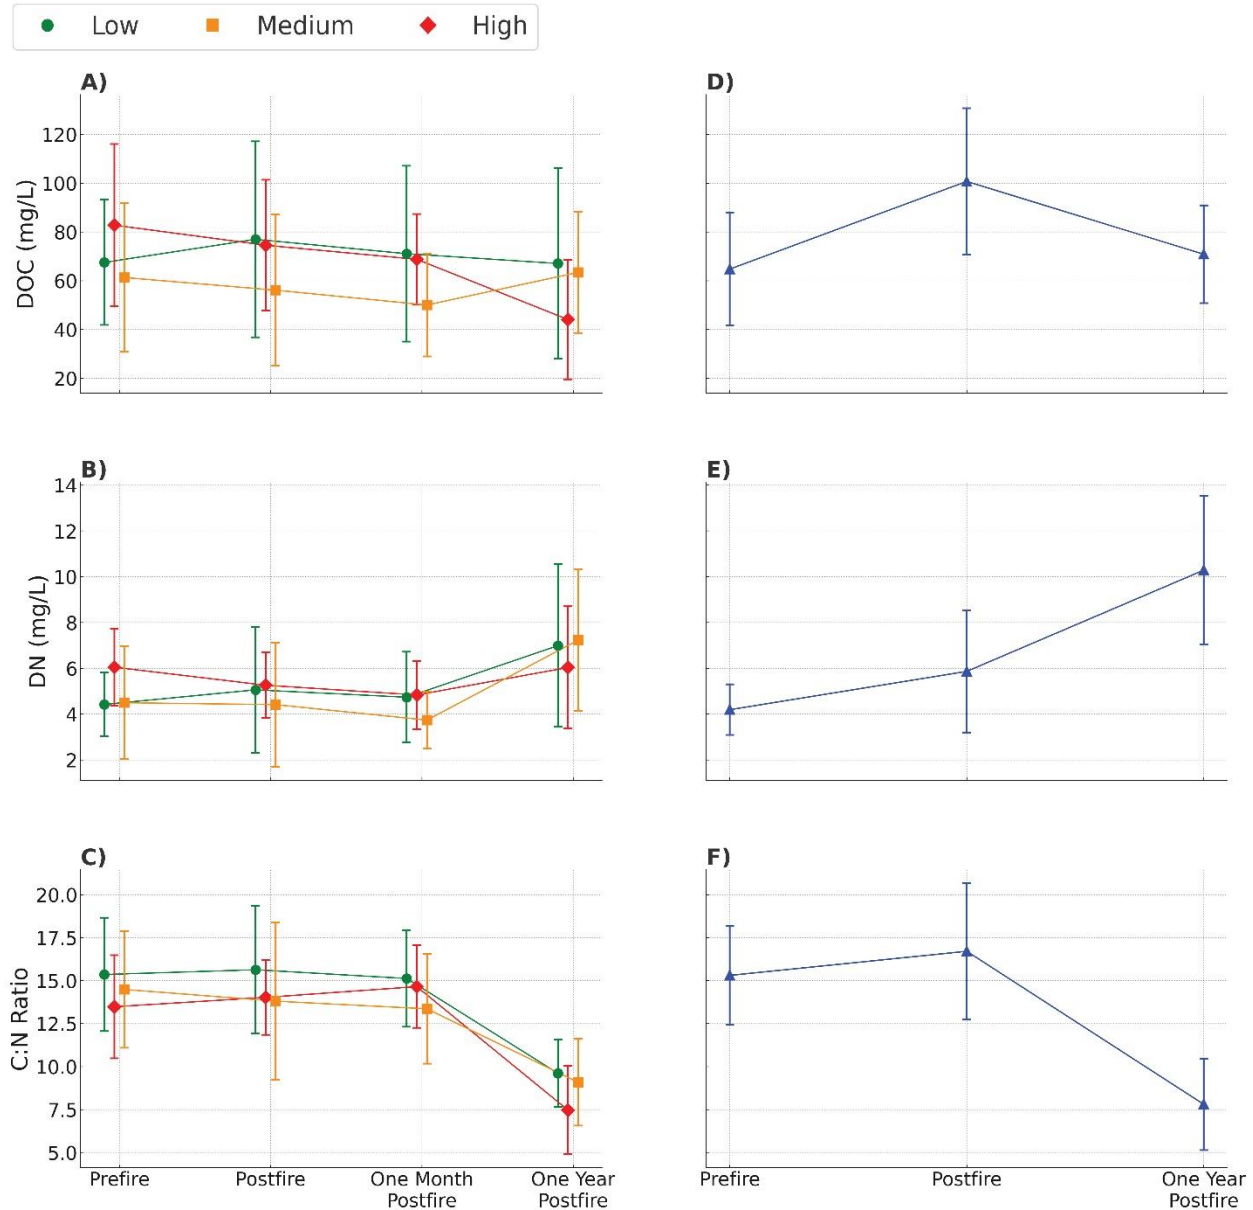 Low Medium High
A)
DOC (mg/L)
120
100
80
60
40
20
D)
B)
DN (mg/L)
14
12
10
8
6
4
2
E)
C)
C:N Ratio
20.0
17.5
15.0
12.5
10.0
7.5
5.0
Prefire Postfire One Month One Year
Postfire Postfire
F)
Prefire Postfire One Year
Postfire